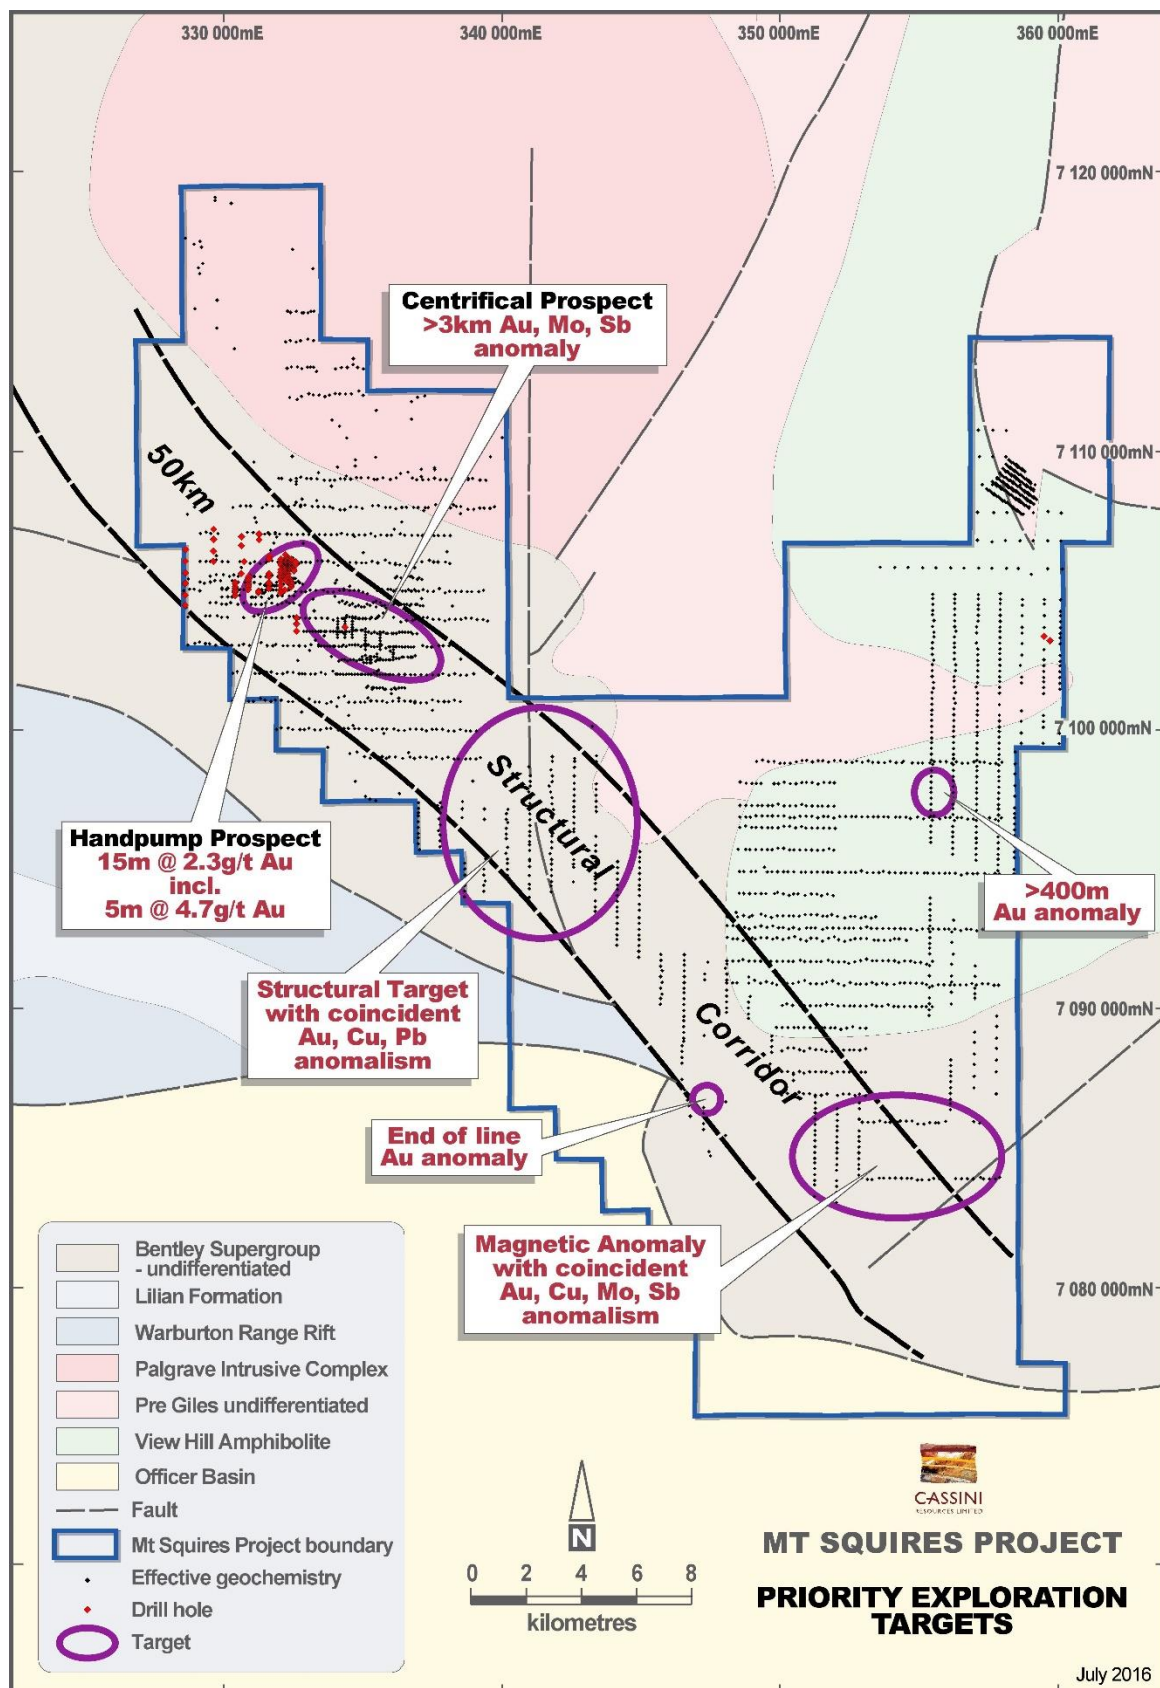 330 000mE
340 000mE
350 000mE
360 000mE
7 120 000mN
Centrifical Prospect
>3km Au, Mo, Sb
anomaly
7 110 000mN
50km
7 100 000mN
Structural
Handpump Prospect
15m @ 2.3g/t Au
incl.
5m @ 4.7g/t Au
>400m
Au anomaly
Structural Target
with coincident
Au, Cu, Pb
anomalism
7 090 000mN
Corridor
End of line
Au anomaly
Magnetic Anomaly
with coincident
Au, Cu, Mo, Sb
anomalism
7 080 000mN
Bentley Supergroup
- undifferentiated
Lilian Formation
Warburton Range Rift
Palgrave Intrusive Complex
Pre Giles undifferentiated
View Hill Amphibolite
Officer Basin
Fault
Mt Squires Project boundary
Effective geochemistry
Drill hole
Target
N
0 2 4 6 8
kilometres
CASSINI
RESOURCES LIMITED
MT SQUIRES PROJECT
PRIORITY EXPLORATION
TARGETS
July 2016